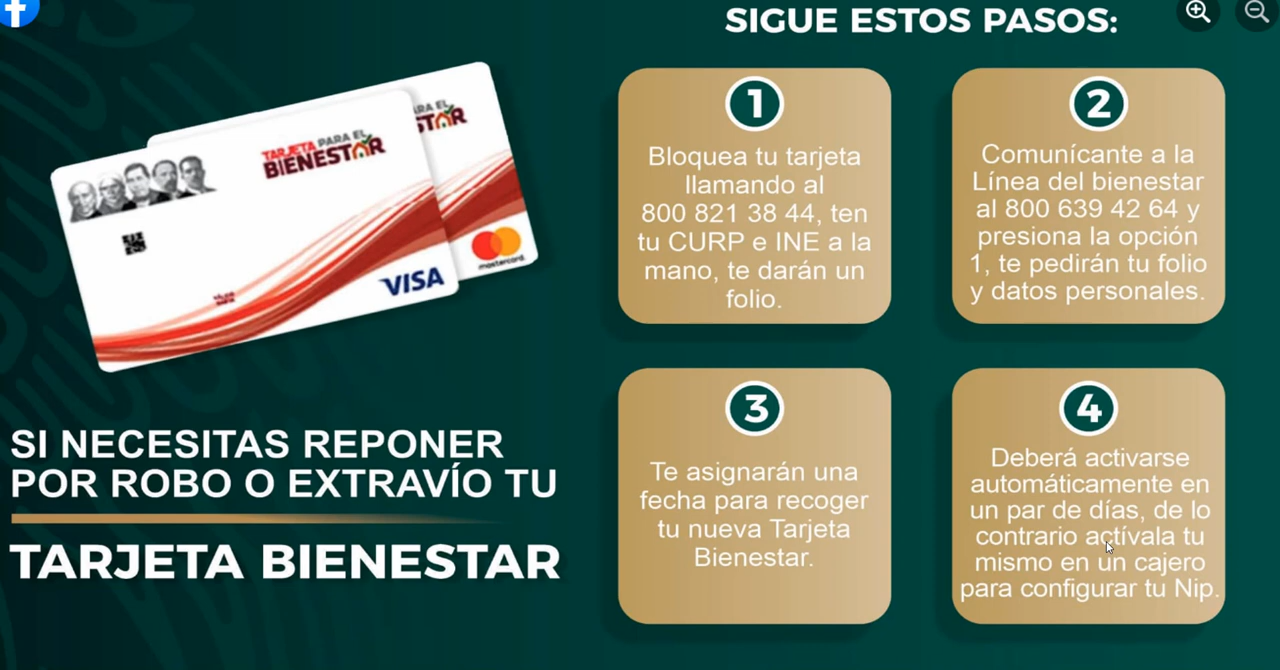 SIGUE ESTOS PASOS:
TARJETA PARA EL
BIENESTAR
ARA EL
STAR
VISA
mastercard
SI NECESITAS REPONER
POR ROBO O EXTRAVÍO TU
TARJETA BIENESTAR
1
Bloquea tu tarjeta
llamando al
800 821 38 44, ten
tu CURP e INE a la
mano, te darán un
folio.
2
Comunícante a la
Línea del bienestar
al 800 639 42 64 y
presiona la opción
1, te pedirán tu folio
y datos personales.
3
Te asignarán una
fecha para recoger
tu nueva Tarjeta
Bienestar.
4
Deberá activarse
automáticamente en
un par de días, de lo
contrario actívala tu
mismo en un cajero
para configurar tu Nip.